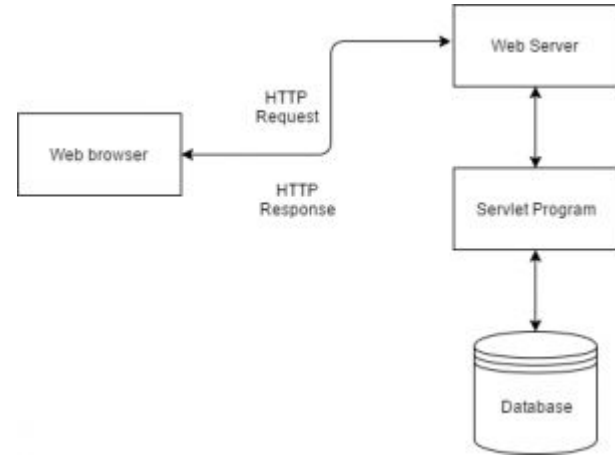 Web Server
HTTP
Request
Web browser
HTTP
Response
Servlet Program
Database